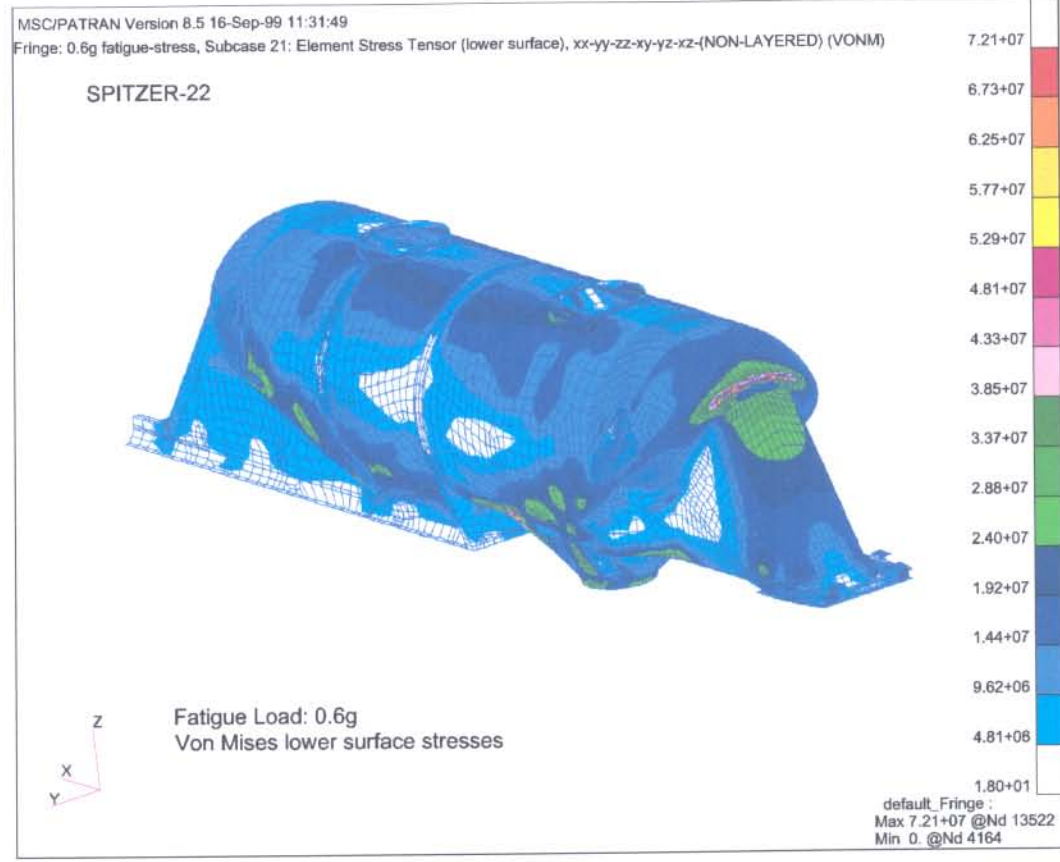 MSC/PATRAN Version 8.5 16-Sep-99 11:31:49
Fringe: 0.6g fatigue-stress, Subcase 21: Element Stress Tensor (lower surface), xx-yy-zz-xy-yz-xz-(NON-LAYERED) (VONM)
SPITZER-22
7.21+07
6.73+07
6.25+07
5.77+07
5.29+07
4.81+07
4.33+07
3.85+07
3.37+07
2.88+07
2.40+07
1.92+07
1.44+07
9.62+06
4.81+06
1.80+01
Fatigue Load: 0.6g
Von Mises lower surface stresses
Z
X
Y
default_Fringe :
Max 7.21+07 @Nd 13522
Min 0. @Nd 4164